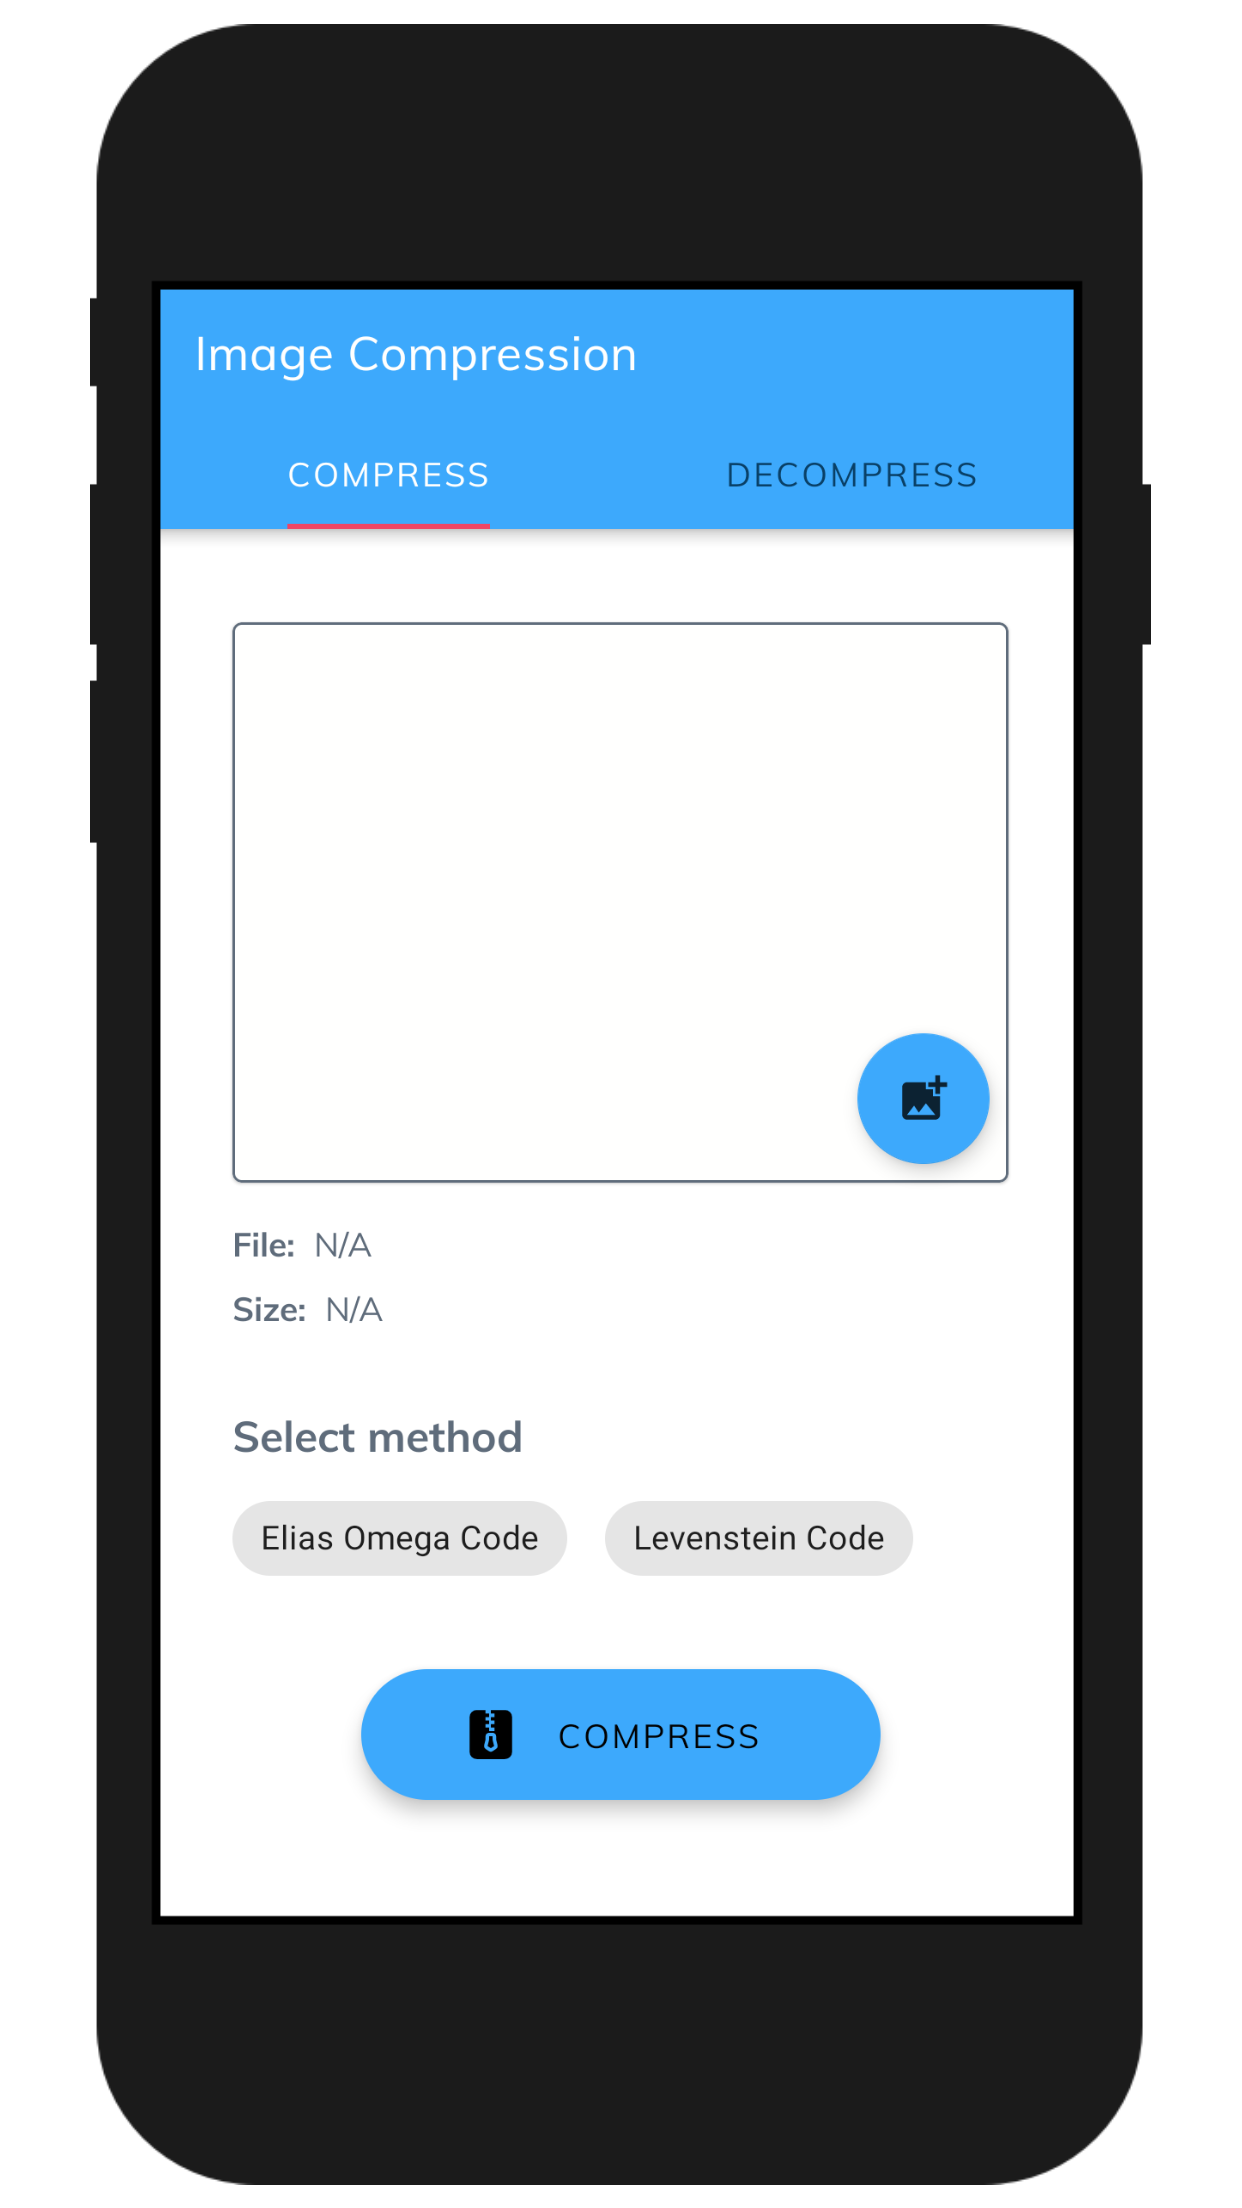 Image Compression
COMPRESS DECOMPRESS
File: N/A
Size: N/A
Select method
Elias Omega Code Levenstein Code
COMPRESS